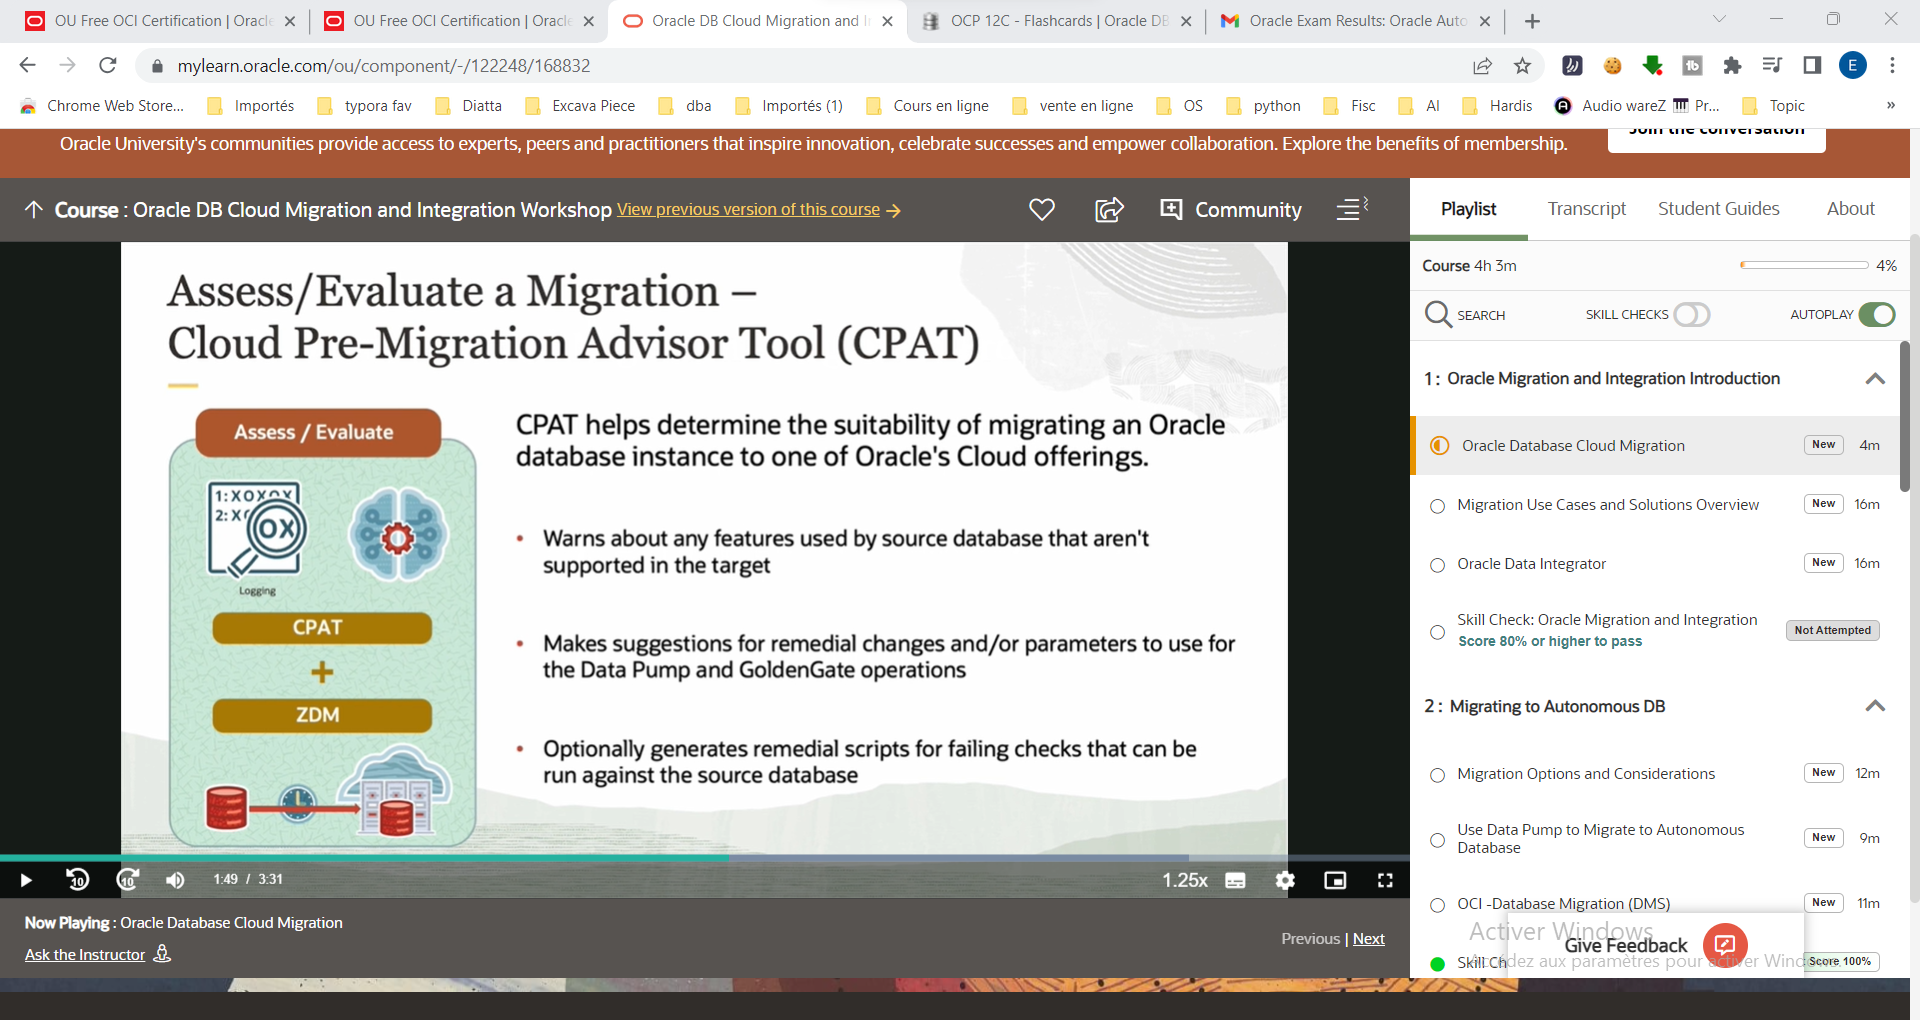 OU Free OCI Certification | Oracle
OU Free OCI Certification | Oracle
Oracle DB Cloud Migration and In
OCP 12C - Flashcards | Oracle DB
Oracle Exam Results: Oracle Auto
mylearn.oracle.com/ou/component/-/122248/168832
E
Chrome Web Store...
Importés
typora fav
Diatta
Excava Piece
dba
Importés (1)
Cours en ligne
vente en ligne
OS
python
Fisc
AI
Hardis
Audio wareZ
Pr...
Topic
»
Oracle University's communities provide access to experts, peers and practitioners that inspire innovation, celebrate successes and empower collaboration. Explore the benefits of membership.
Join the conversation
Course : Oracle DB Cloud Migration and Integration Workshop View previous version of this course
Community
Assess/Evaluate a Migration –
Cloud Pre-Migration Advisor Tool (CPAT)
Assess / Evaluate
1:XOXOX
2:X
OX
Logging
CPAT
+
ZDM
CPAT helps determine the suitability of migrating an Oracle
database instance to one of Oracle's Cloud offerings.
• Warns about any features used by source database that aren't
supported in the target
• Makes suggestions for remedial changes and/or parameters to use for
the Data Pump and GoldenGate operations
• Optionally generates remedial scripts for failing checks that can be
run against the source database
10
10
1:49 / 3:31
1.25x
Now Playing : Oracle Database Cloud Migration
Ask the Instructor
Previous | Next
Playlist
Transcript
Student Guides
About
Course 4h 3m
4%
SEARCH
SKILL CHECKS
AUTOPLAY
1 : Oracle Migration and Integration Introduction
Oracle Database Cloud Migration New 4m
Migration Use Cases and Solutions Overview New 16m
Oracle Data Integrator New 16m
Skill Check: Oracle Migration and Integration
Score 80% or higher to pass
Not Attempted
2 : Migrating to Autonomous DB
Migration Options and Considerations New 12m
Use Data Pump to Migrate to Autonomous
Database
New 9m
OCI -Database Migration (DMS) New 11m
Activer Windows
Give Feedback
Skill Ch
Score 100%